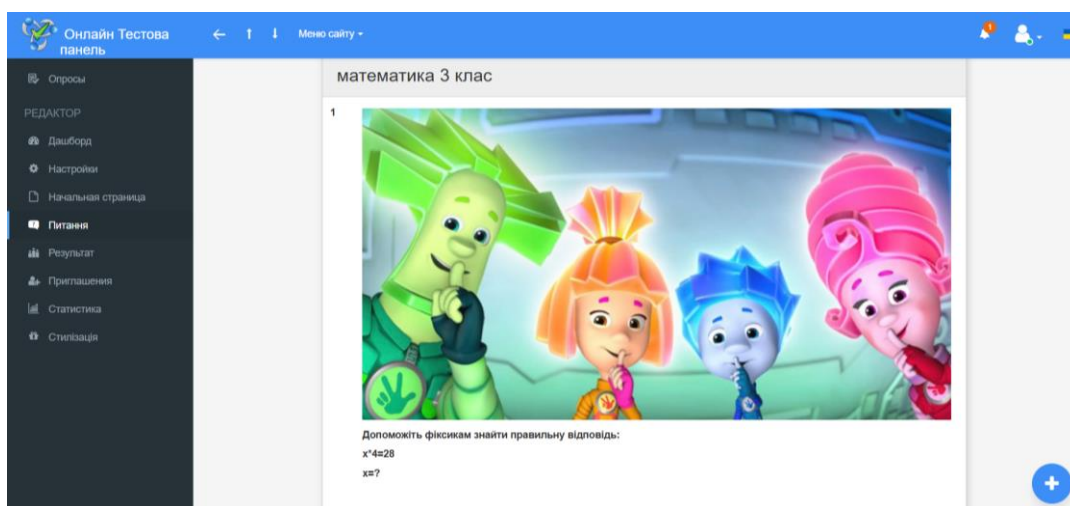 Онлайн Тестова
панель
Меню сайту
1
Опросы
РЕДАКТОР
Дашборд
Настройки
Начальная страница
Питання
Результат
Приглашения
Статистика
Стилізація
математика 3 клас
1
Допоможіть фіксикам знайти правильну відповідь:
x*4=28
x=?